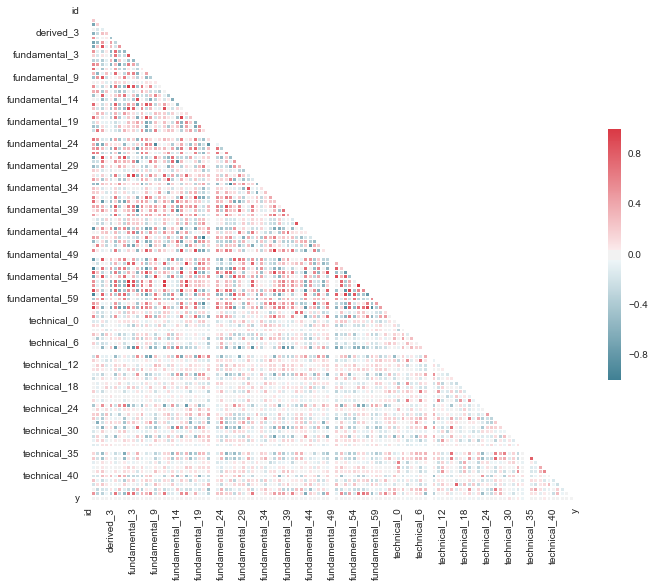 id
derived_3
fundamental_3
fundamental_9
fundamental_14
fundamental_19
fundamental_24
fundamental_29
fundamental_34
fundamental_39
fundamental_44
fundamental_49
fundamental_54
fundamental_59
technical_0
technical_6
technical_12
technical_18
technical_24
technical_30
technical_35
technical_40
y
0.8
0.4
0.0
−0.4
−0.8
id
derived_3
fundamental_3
fundamental_9
fundamental_14
fundamental_19
fundamental_24
fundamental_29
fundamental_34
fundamental_39
fundamental_44
fundamental_49
fundamental_54
fundamental_59
technical_0
technical_6
technical_12
technical_18
technical_24
technical_30
technical_35
technical_40
y